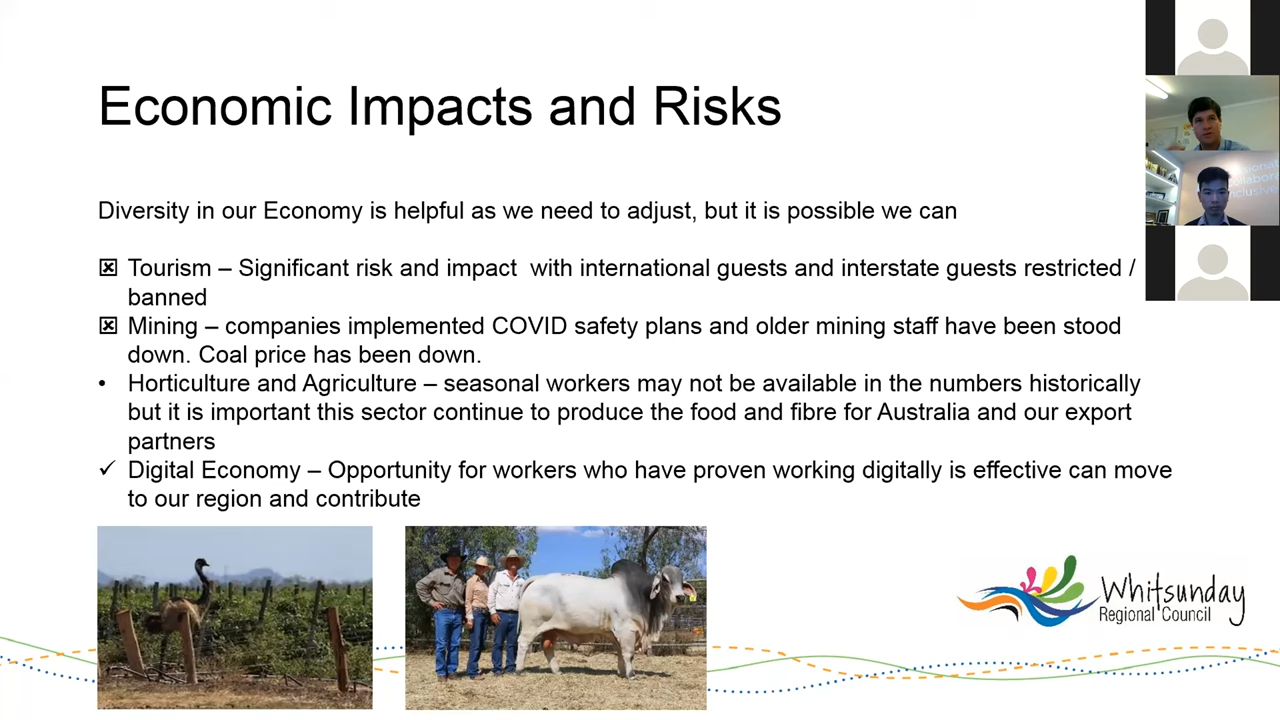 Economic Impacts and Risks
Diversity in our Economy is helpful as we need to adjust, but it is possible we can
☒ Tourism – Significant risk and impact  with international guests and interstate guests restricted /
banned
☒ Mining – companies implemented COVID safety plans and older mining staff have been stood
down. Coal price has been down.
• Horticulture and Agriculture – seasonal workers may not be available in the numbers historically
but it is important this sector continue to produce the food and fibre for Australia and our export
partners
✓ Digital Economy – Opportunity for workers who have proven working digitally is effective can move
to our region and contribute
Whitsunday
Regional Council